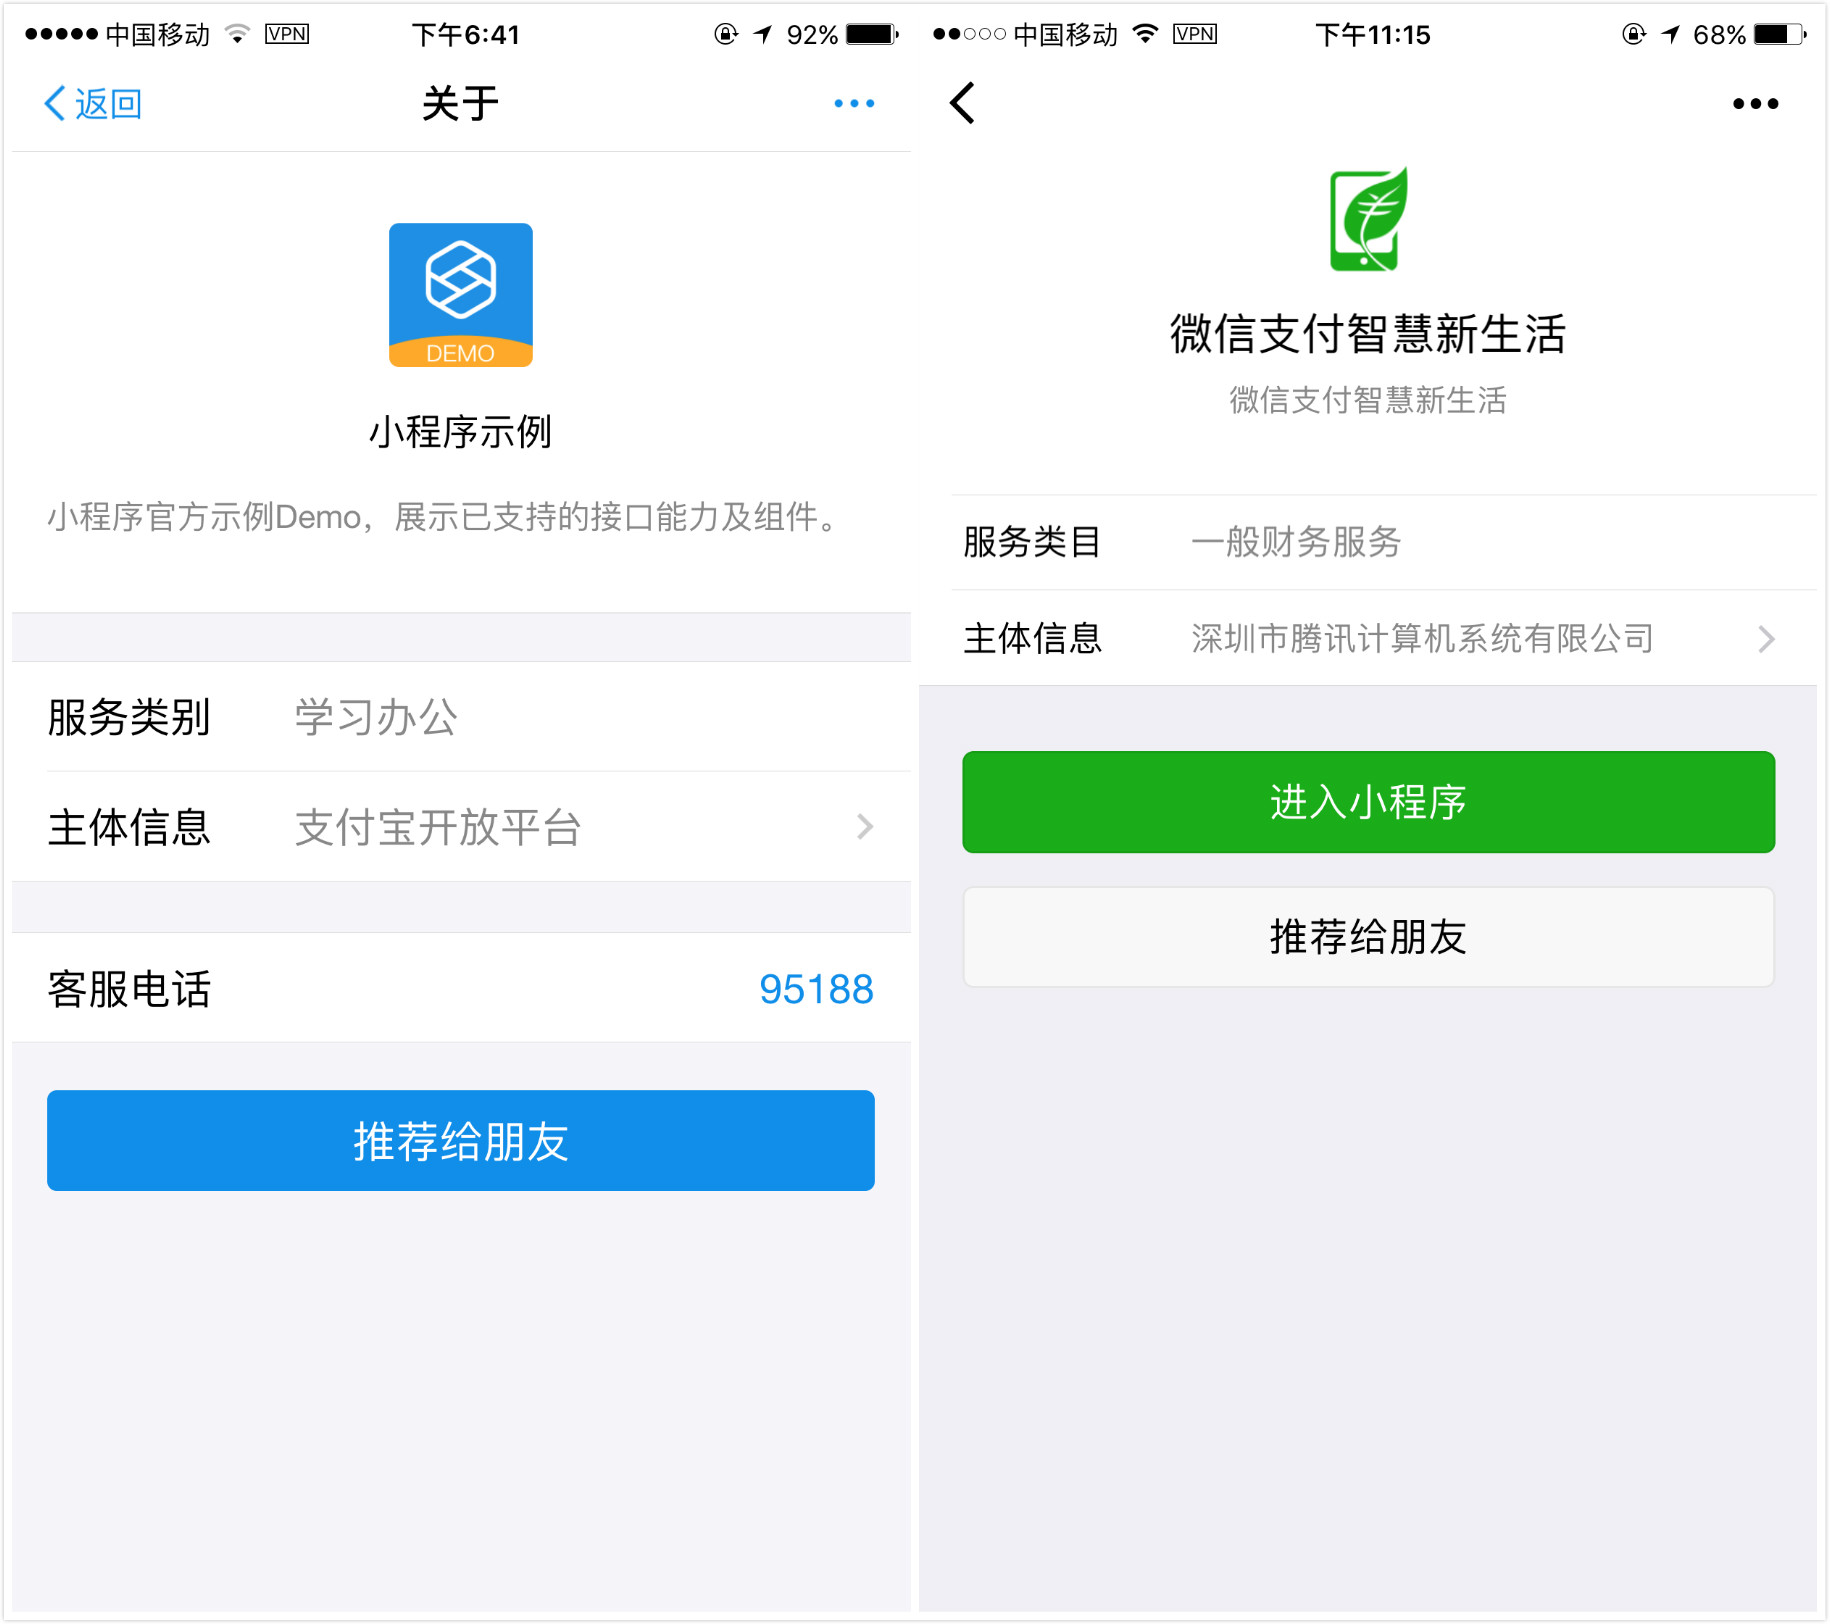 中国移动 VPN 下午6:41 92%
返回 关于
DEMO
小程序示例
小程序官方示例Demo，展示已支持的接口能力及组件。
服务类别 学习办公
主体信息 支付宝开放平台
客服电话 95188
推荐给朋友
中国移动 VPN 下午11:15 68%
微信支付智慧新生活
微信支付智慧新生活
服务类目 一般财务服务
主体信息 深圳市腾讯计算机系统有限公司
进入小程序
推荐给朋友